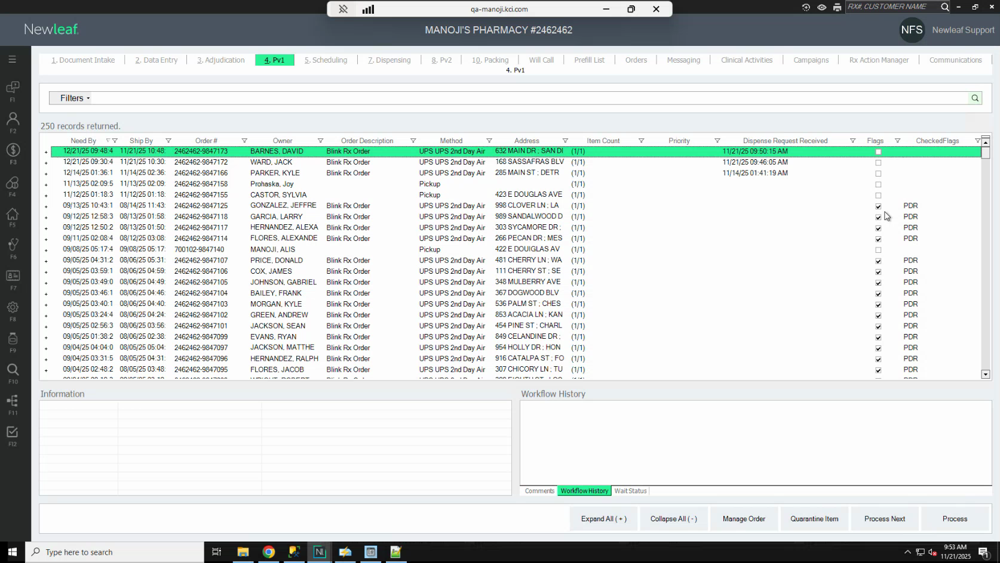 qa-manoji.kci.com
RX#, CUSTOMER NAME
Newleaf
MANOJI'S PHARMACY #2462462
NFS Newleaf Support
1. Document Intake 2. Data Entry 3. Adjudication 4. Pv1 5. Scheduling 7. Dispensing 8. Pv2 10. Packing Will Call Prefill List Orders Messaging Clinical Activities Campaigns Rx Action Manager Communications
4. Pv1
F1
F2
F3
F4
F5
F6
F7
F8
F9
F10
F11
F12
Filters
250 records returned.
Need By Ship By Order # Owner Order Description Method Address Item Count Priority Dispense Request Received Flags CheckedFlags
12/21/25 09:48:4 11/21/25 10:48: 2462462-9847173 BARNES, DAVID Blink Rx Order UPS UPS 2nd Day Air 632 MAIN DR ; SAN DI (1/1) 11/21/25 09:50:15 AM
12/21/25 09:30:4 11/21/25 10:30: 2462462-9847172 WARD, JACK Blink Rx Order UPS UPS 2nd Day Air 168 SASSAFRAS BLV (1/1) 11/21/25 09:46:05 AM
12/14/25 01:36:1 11/14/25 02:36: 2462462-9847166 PARKER, KYLE Blink Rx Order UPS UPS 2nd Day Air 285 MAIN ST ; DETR (1/1) 11/14/25 01:41:19 AM
11/13/25 02:09:5 11/13/25 02:09: 2462462-9847158 Prohaska, Joy Pickup (1/1)
11/12/25 01:18:3 11/12/25 01:18: 2462462-9847155 CASTOR, SYLVIA Pickup 423 E DOUGLAS AVE (1/1)
09/13/25 10:43:1 08/14/25 11:43: 2462462-9847125 GONZALEZ, JEFFRE Blink Rx Order UPS UPS 2nd Day Air 998 CLOVER LN ; LA (1/1) PDR
09/12/25 12:58:3 08/13/25 01:58: 2462462-9847118 GARCIA, LARRY Blink Rx Order UPS UPS 2nd Day Air 989 SANDALWOOD D (1/1) PDR
09/12/25 12:50:2 08/13/25 01:50: 2462462-9847117 HERNANDEZ, ALEXA Blink Rx Order UPS UPS 2nd Day Air 303 SYCAMORE DR ; (1/1) PDR
09/11/25 02:08:4 08/12/25 03:08: 2462462-9847114 FLORES, ALEXANDE Blink Rx Order UPS UPS 2nd Day Air 266 PECAN DR ; MES (1/1) PDR
09/08/25 05:17:4 09/08/25 05:17: 700102-9847140 MANOJI, ALIS Pickup 422 E DOUIGLAS AV (1/1)
09/05/25 04:31:2 08/06/25 05:31: 2462462-9847107 PRICE, DONALD Blink Rx Order UPS UPS 2nd Day Air 481 CHERRY LN ; WA (1/1) PDR
09/05/25 03:59:1 08/06/25 04:59: 2462462-9847106 COX, JAMES Blink Rx Order UPS UPS 2nd Day Air 111 CHERRY ST ; SE (1/1) PDR
09/05/25 03:49:0 08/06/25 04:49: 2462462-9847105 JOHNSON, GABRIEL Blink Rx Order UPS UPS 2nd Day Air 348 MULBERRY AVE (1/1) PDR
09/05/25 03:46:1 08/06/25 04:46: 2462462-9847104 BAILEY, FRANK Blink Rx Order UPS UPS 2nd Day Air 367 DOGWOOD BLV (1/1) PDR
09/05/25 03:40:1 08/06/25 04:40: 2462462-9847103 MORGAN, KYLE Blink Rx Order UPS UPS 2nd Day Air 536 PALM ST ; CHES (1/1) PDR
09/05/25 03:24:4 08/06/25 04:24: 2462462-9847102 GREEN, ANDREW Blink Rx Order UPS UPS 2nd Day Air 853 ACACIA LN ; KAN (1/1) PDR
09/05/25 02:56:3 08/06/25 03:56: 2462462-9847101 JACKSON, SEAN Blink Rx Order UPS UPS 2nd Day Air 454 PINE ST ; CHARL (1/1) PDR
09/05/25 01:38:2 08/06/25 02:38: 2462462-9847099 EVANS, RYAN Blink Rx Order UPS UPS 2nd Day Air 849 CELANDINE DR ; (1/1) PDR
09/04/25 04:04:0 08/05/25 05:04: 2462462-9847097 JACKSON, MATTHE Blink Rx Order UPS UPS 2nd Day Air 954 HOLLY DR ; HON (1/1) PDR
09/04/25 03:31:5 08/05/25 04:31: 2462462-9847096 HERNANDEZ, RALPH Blink Rx Order UPS UPS 2nd Day Air 916 CATALPA ST ; FO (1/1) PDR
09/04/25 02:48:2 08/05/25 03:48: 2462462-9847095 FLORES, JACOB Blink Rx Order UPS UPS 2nd Day Air 307 CHICORY LN ; TU (1/1) PDR
Information Workflow History
Comments Workflow History Wait Status
Expand All ( + ) Collapse All ( - ) Manage Order Quarantine Item Process Next Process
Type here to search
9:53 AM
11/21/2025